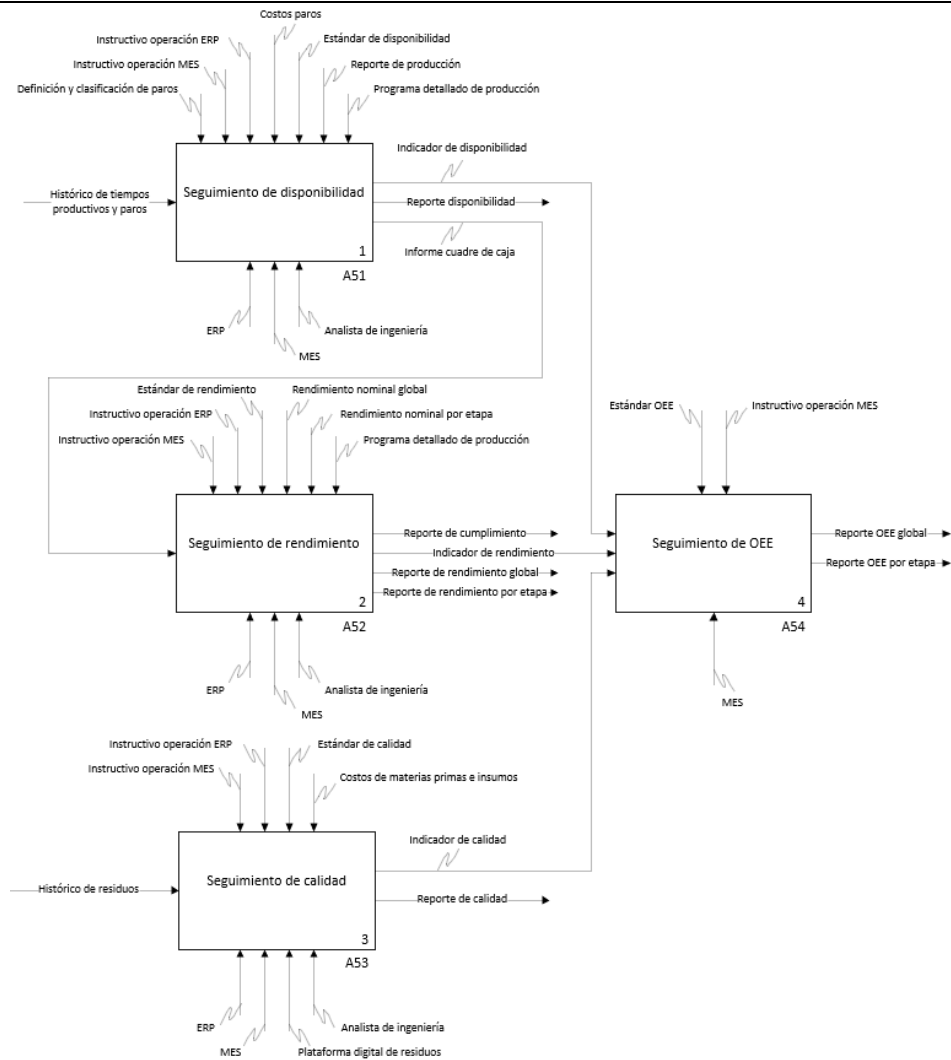 Costos paros
Instructivo operación ERP
Estándar de disponibilidad
Instructivo operación MES
Reporte de producción
Definición y clasificación de paros
Programa detallado de producción
Indicador de disponibilidad
Seguimiento de disponibilidad
Histórico de tiempos
productivos y paros
Reporte disponibilidad
Informe cuadre de caja
1
A51
ERP
Analista de ingeniería
MES
Estándar de rendimiento
Rendimiento nominal global
Instructivo operación ERP
Rendimiento nominal por etapa
Instructivo operación MES
Programa detallado de producción
Estándar OEE
Instructivo operación MES
Seguimiento de rendimiento
Reporte de cumplimiento
Indicador de rendimiento
Reporte de rendimiento global
Reporte de rendimiento por etapa
2
A52
Seguimiento de OEE
Reporte OEE global
Reporte OEE por etapa
4
A54
ERP
Analista de ingeniería
MES
MES
Instructivo operación ERP
Estándar de calidad
Instructivo operación MES
Costos de materias primas e insumos
Indicador de calidad
Seguimiento de calidad
Histórico de residuos
Reporte de calidad
3
A53
ERP
Analista de ingeniería
MES
Plataforma digital de residuos